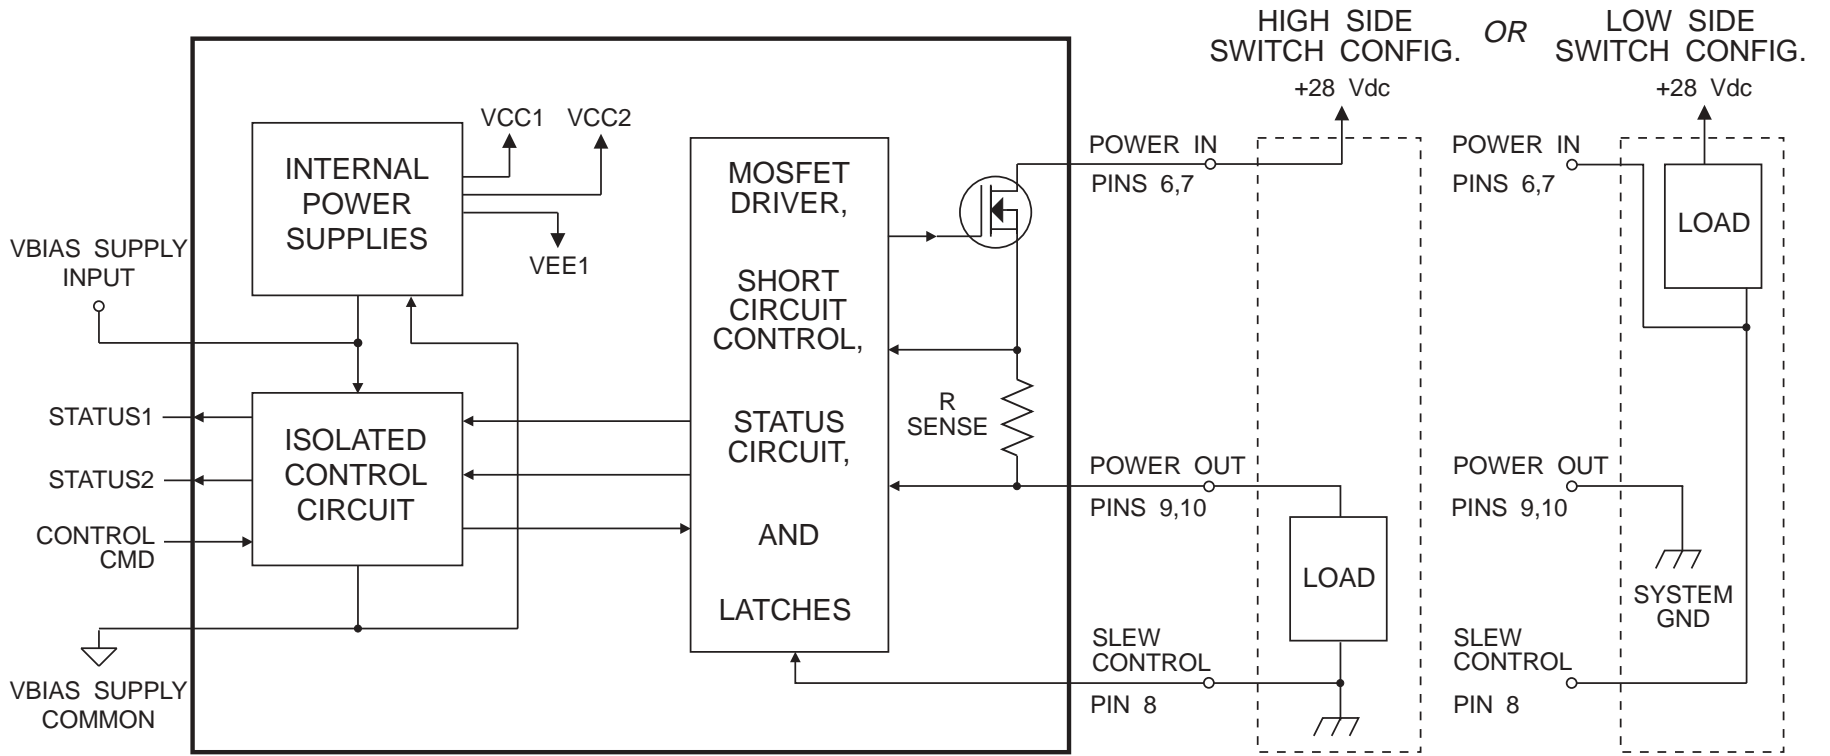 HIGH SIDE
SWITCH CONFIG.
OR
LOW SIDE
SWITCH CONFIG.
+28 Vdc
+28 Vdc
VCC1
VCC2
VEE1
INTERNAL
POWER
SUPPLIES
VBIAS SUPPLY
INPUT
STATUS1
STATUS2
CONTROL
CMD
VBIAS SUPPLY
COMMON
ISOLATED
CONTROL
CIRCUIT
MOSFET
DRIVER,
SHORT
CIRCUIT
CONTROL,
STATUS
CIRCUIT,
AND
LATCHES
R
SENSE
POWER IN
PINS 6,7
POWER OUT
PINS 9,10
SLEW
CONTROL
PIN 8
LOAD
POWER IN
PINS 6,7
LOAD
POWER OUT
PINS 9,10
SYSTEM
GND
SLEW
CONTROL
PIN 8